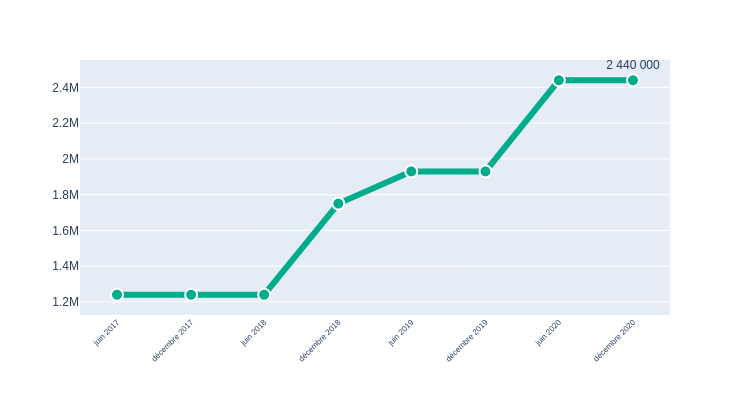 2 440 000
2.4M
2.2M
2M
1.8M
1.6M
1.4M
1.2M
juin 2017
décembre 2017
juin 2018
décembre 2018
juin 2019
décembre 2019
juin 2020
décembre 2020